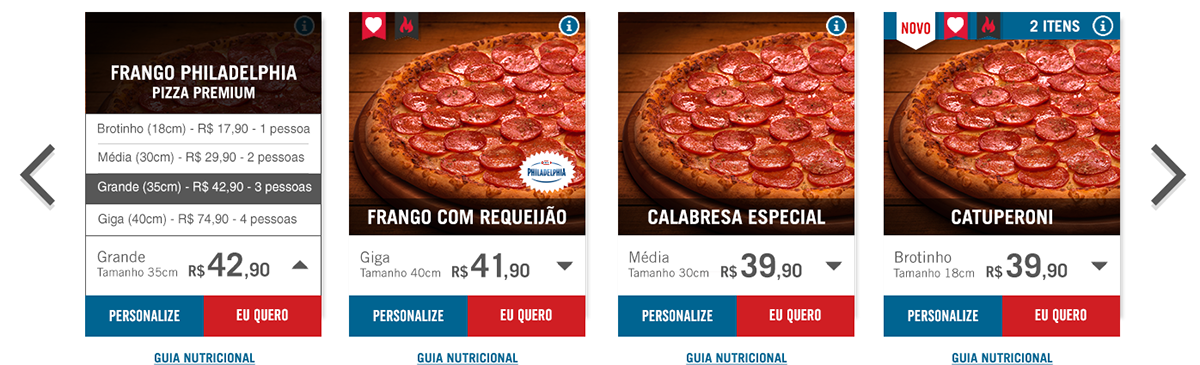 FRANGO PHILADELPHIA
PIZZA PREMIUM
Brotinho (18cm) - R$ 17,90 - 1 pessoa
Média (30cm) - R$ 29,90 - 2 pessoas
Grande (35cm) - R$ 42,90 - 3 pessoas
Giga (40cm) - R$ 74,90 - 4 pessoas
Grande
Tamanho 35cm
R$ 42,90
PERSONALIZE
EU QUERO
GUIA NUTRICIONAL
PHILADELPHIA
FRANGO COM REQUEIJÃO
Giga
Tamanho 40cm
R$ 41,90
PERSONALIZE
EU QUERO
GUIA NUTRICIONAL
CALABRESA ESPECIAL
Média
Tamanho 30cm
R$ 39,90
PERSONALIZE
EU QUERO
GUIA NUTRICIONAL
NOVO
2 ITENS
CATUPERONI
Brotinho
Tamanho 18cm
R$ 39,90
PERSONALIZE
EU QUERO
GUIA NUTRICIONAL